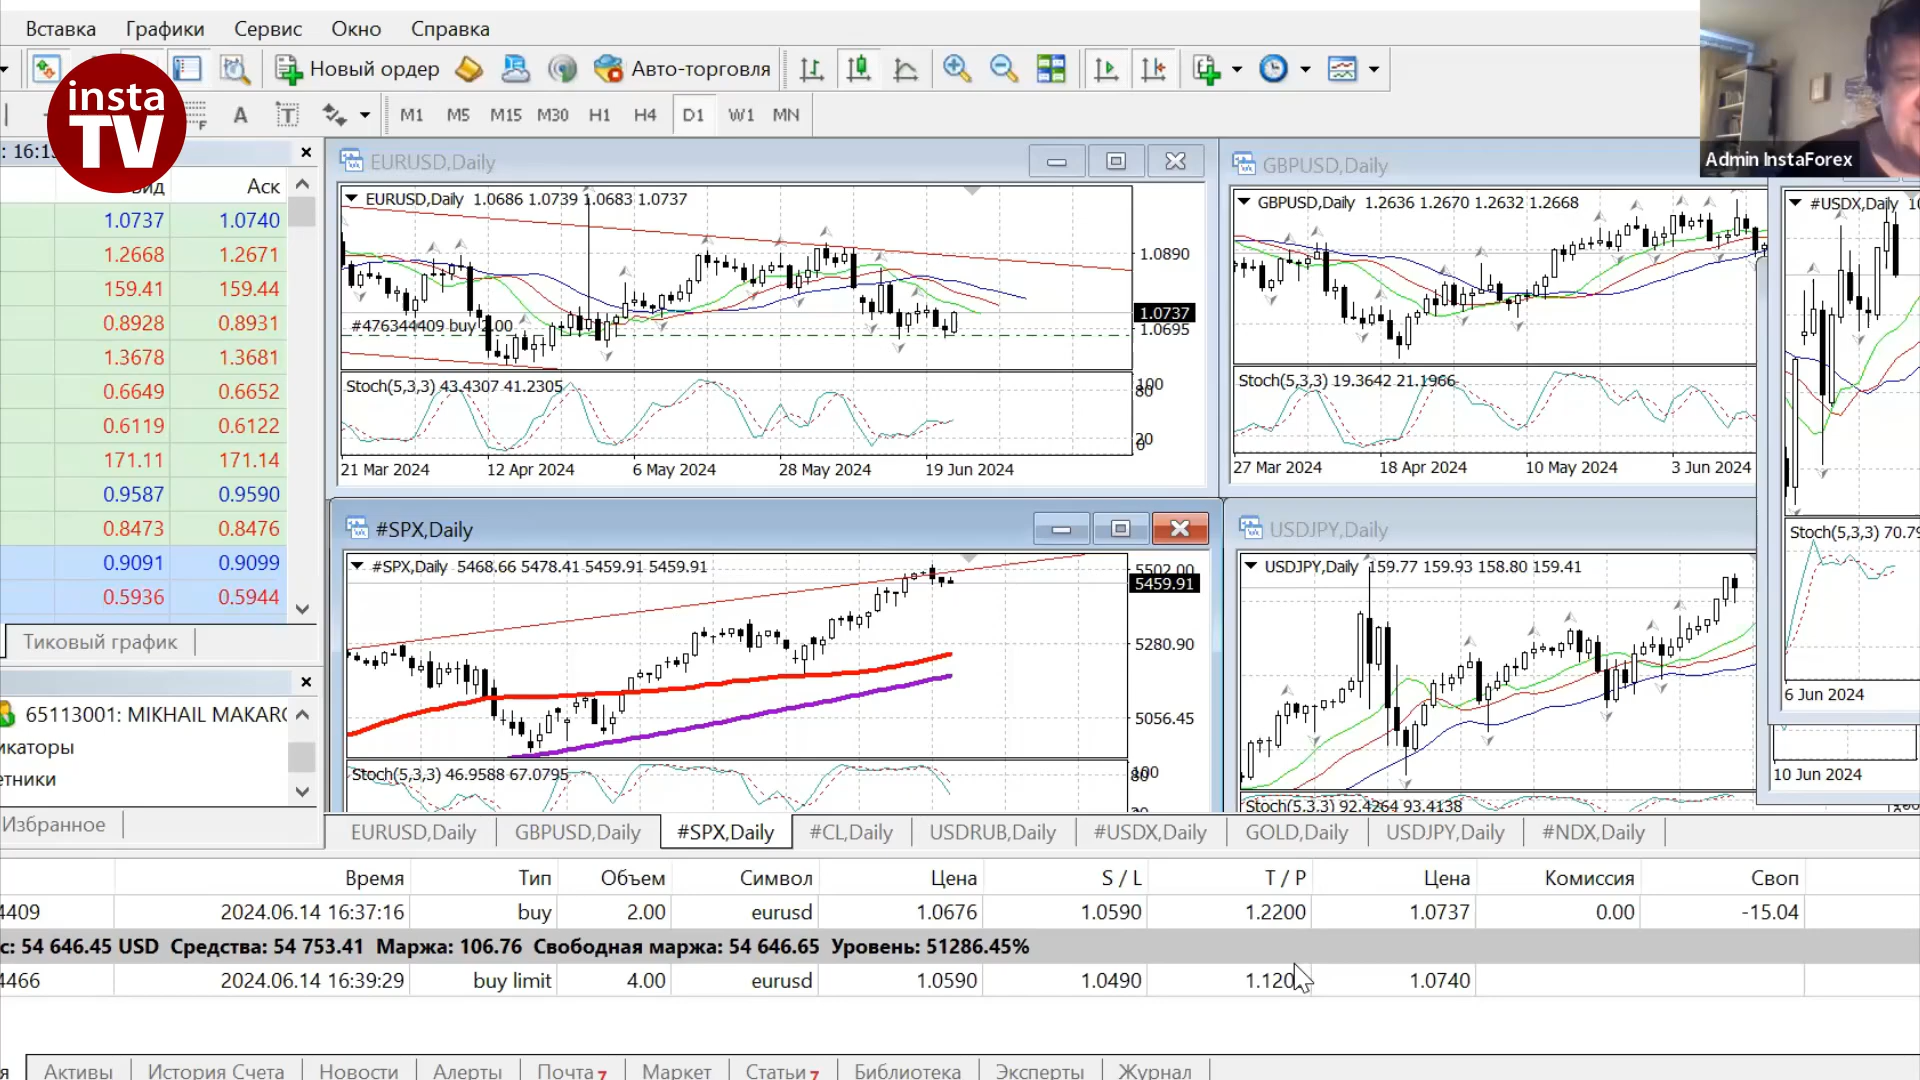 Вставка Графики Сервис Окно Справка
Новый ордер Авто-торговля
A T F M1 M5 M15 M30 H1 H4 D1 W1 MN
insta
TV
Admin InstaForex
Аск
1.0737 1.0740
1.2668 1.2671
159.41 159.44
0.8928 0.8931
1.3678 1.3681
0.6649 0.6652
0.6119 0.6122
171.11 171.14
0.9587 0.9590
0.8473 0.8476
0.9091 0.9099
0.5936 0.5944
Тиковый график
65113001: MIKHAIL MAKAR
Избранное
EURUSD,Daily
EURUSD,Daily 1.0686 1.0739 1.0683 1.0737
1.0890
1.0737
1.0695
#476344409 buy 2.00
Stoch(5,3,3) 43.4307 41.2305
100
80
20
0
21 Mar 2024 12 Apr 2024 6 May 2024 28 May 2024 19 Jun 2024
GBPUSD,Daily
GBPUSD,Daily 1.2636 1.2670 1.2632 1.2668
Stoch(5,3,3) 19.3642 21.1966
27 Mar 2024 18 Apr 2024 10 May 2024 3 Jun 2024
#USDX,Daily
Stoch(5,3,3) 70.79
6 Jun 2024
10 Jun 2024
#SPX,Daily
#SPX,Daily 5468.66 5478.41 5459.91 5459.91
5502.00
5459.91
5280.90
5056.45
Stoch(5,3,3) 46.9588 67.0795
100
80
USDJPY,Daily
USDJPY,Daily 159.77 159.93 158.80 159.41
Stoch(5,3,3) 92.4264 93.4138
EURUSD,Daily GBPUSD,Daily #SPX,Daily #CL,Daily USDRUB,Daily #USDX,Daily GOLD,Daily USDJPY,Daily #NDX,Daily
Время Тип Объем Символ Цена S / L T / P Цена Комиссия Своп
4409 2024.06.14 16:37:16 buy 2.00 eurusd 1.0676 1.0590 1.2200 1.0737 0.00 -15.04
с: 54 646.45 USD Средства: 54 753.41 Маржа: 106.76 Свободная маржа: 54 646.65 Уровень: 51286.45%
4466 2024.06.14 16:39:29 buy limit 4.00 eurusd 1.0590 1.0490 1.120 1.0740
Активы История Счета Новости Алерты Почта 7 Маркет Статьи 7 Библиотека Эксперты Журнал